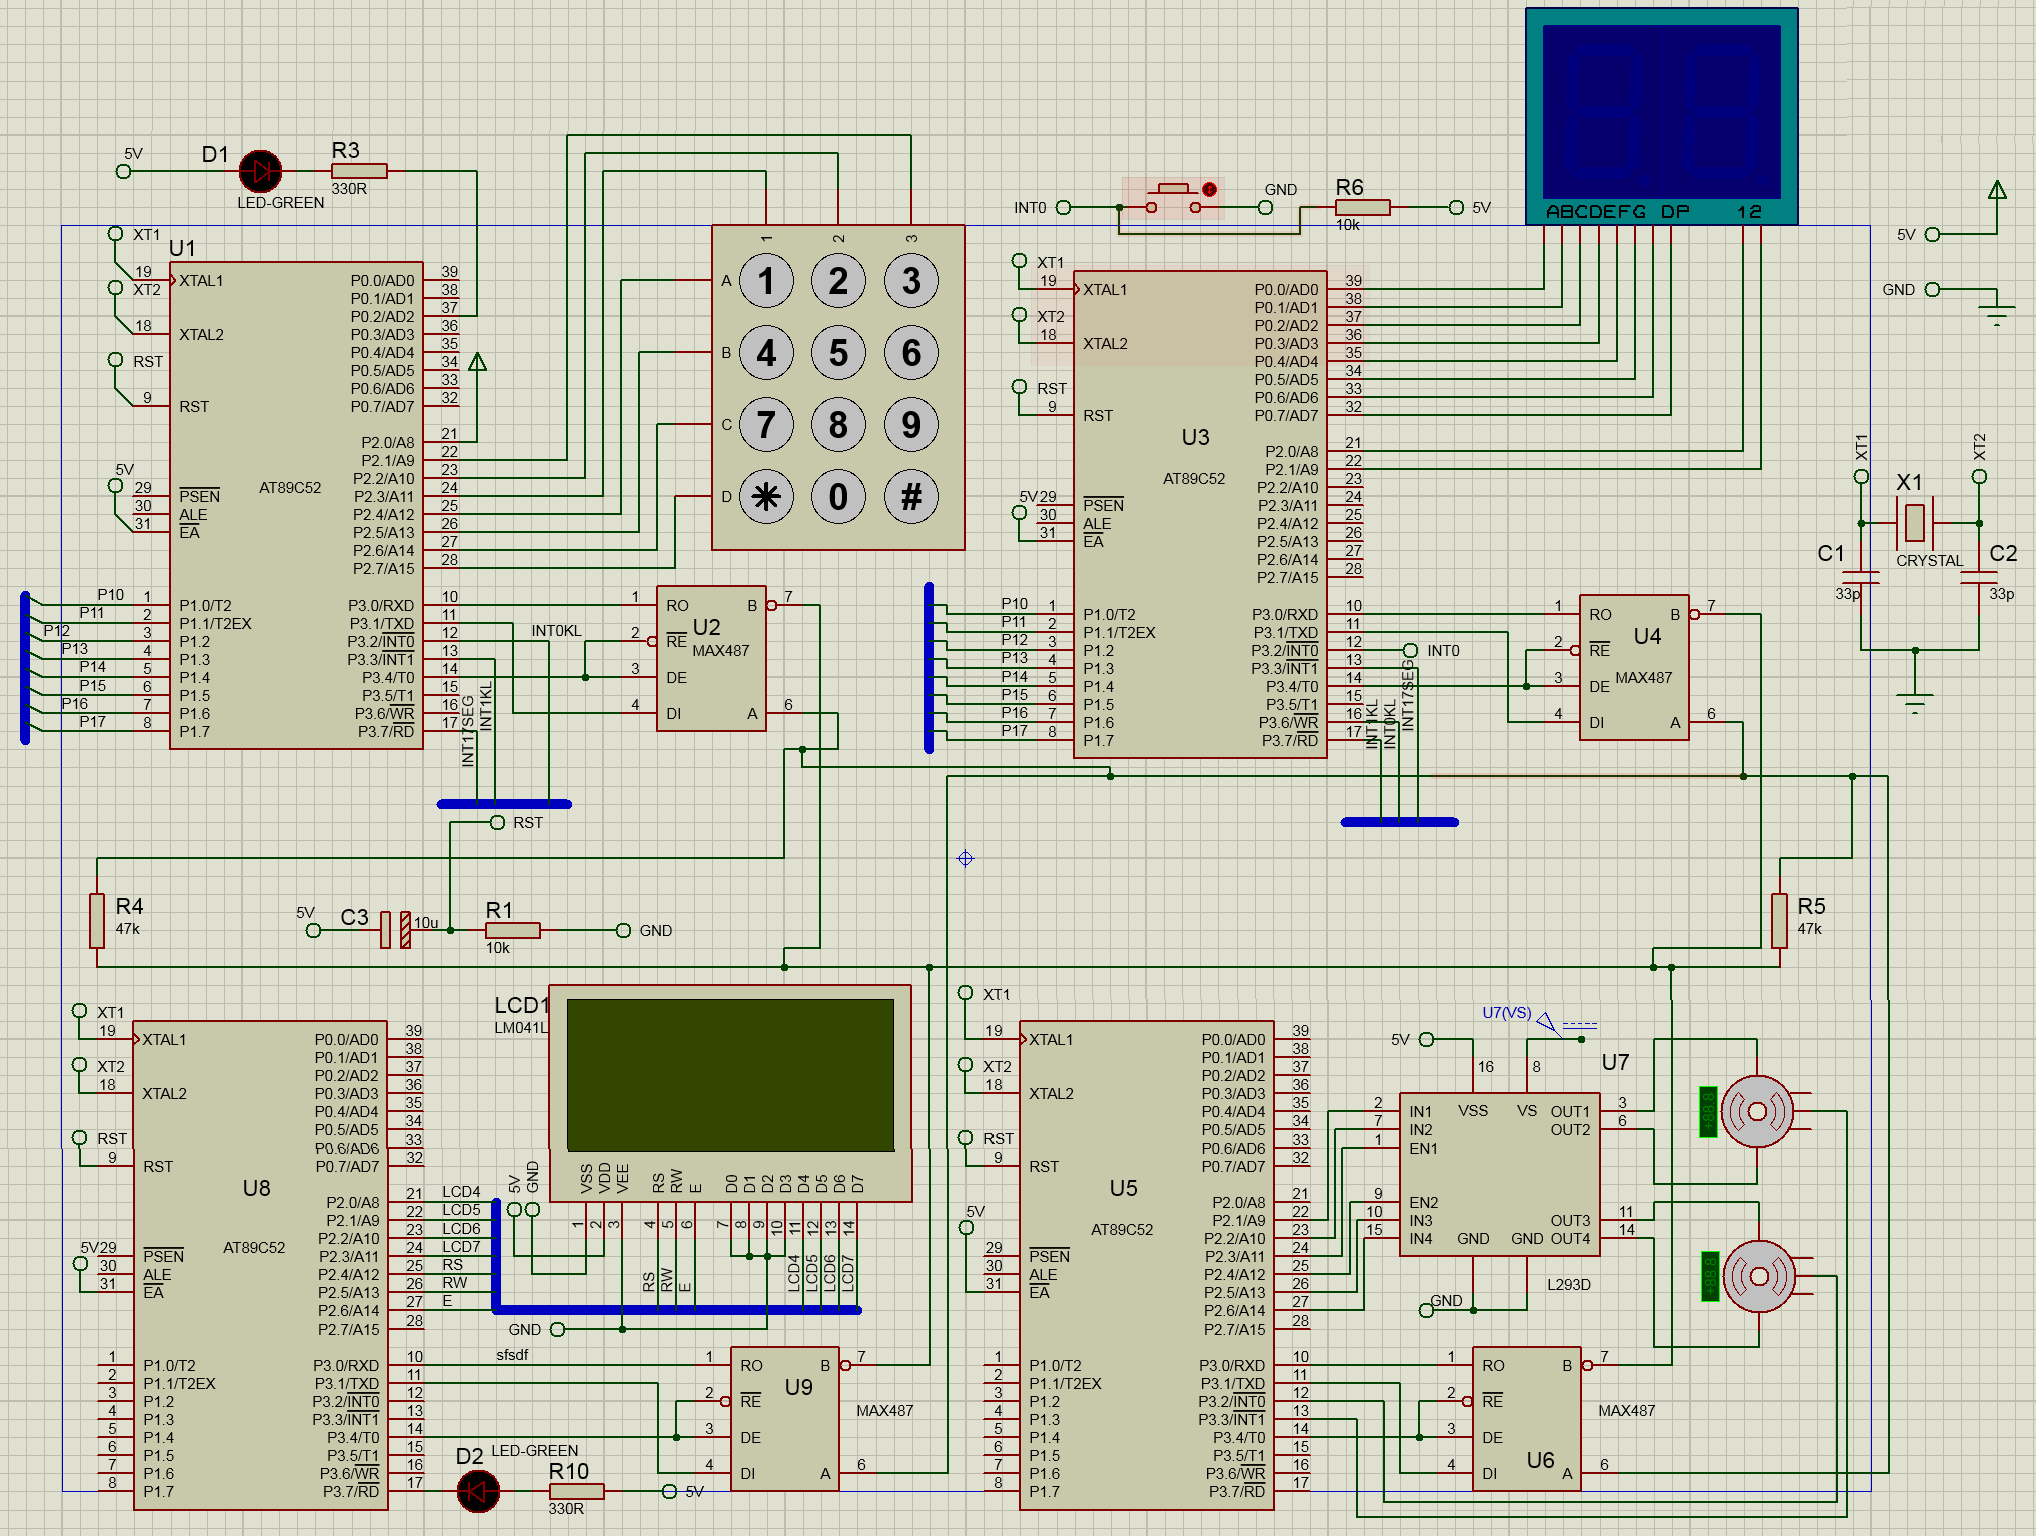 ABCDEFG DP 12
5V
D1
LED-GREEN
R3
330R
XT1
XT2
RST
5V
U1
AT89C52
19 XTAL1
18 XTAL2
9 RST
29 PSEN
30 ALE
31 EA
1 P1.0/T2
2 P1.1/T2EX
3 P1.2
4 P1.3
5 P1.4
6 P1.5
7 P1.6
8 P1.7
P10
P11
P12
P13
P14
P15
P16
P17
P0.0/AD0 39
P0.1/AD1 38
P0.2/AD2 37
P0.3/AD3 36
P0.4/AD4 35
P0.5/AD5 34
P0.6/AD6 33
P0.7/AD7 32
P2.0/A8 21
P2.1/A9 22
P2.2/A10 23
P2.3/A11 24
P2.4/A12 25
P2.5/A13 26
P2.6/A14 27
P2.7/A15 28
P3.0/RXD 10
P3.1/TXD 11
P3.2/INT0 12
P3.3/INT1 13
P3.4/T0 14
P3.5/T1 15
P3.6/WR 16
P3.7/RD 17
INT17SEG
INT1KL
INT0KL
1 2 3
A 1 2 3
B 4 5 6
C 7 8 9
D * 0 #
U2
MAX487
1 RO
2 RE
3 DE
4 DI
B 7
A 6
INT0
GND
R6
10k
5V
XT1
XT2
RST
5V
U3
AT89C52
19 XTAL1
18 XTAL2
9 RST
29 PSEN
30 ALE
31 EA
P10 1 P1.0/T2
P11 2 P1.1/T2EX
P12 3 P1.2
P13 4 P1.3
P14 5 P1.4
P15 6 P1.5
P16 7 P1.6
P17 8 P1.7
P0.0/AD0 39
P0.1/AD1 38
P0.2/AD2 37
P0.3/AD3 36
P0.4/AD4 35
P0.5/AD5 34
P0.6/AD6 33
P0.7/AD7 32
P2.0/A8 21
P2.1/A9 22
P2.2/A10 23
P2.3/A11 24
P2.4/A12 25
P2.5/A13 26
P2.6/A14 27
P2.7/A15 28
P3.0/RXD 10
P3.1/TXD 11
P3.2/INT0 12
P3.3/INT1 13
P3.4/T0 14
P3.5/T1 15
P3.6/WR 16
P3.7/RD 17
INT0
INT1KL
INT0KL
INT17SEG
U4
MAX487
1 RO
2 RE
3 DE
4 DI
B 7
A 6
5V
GND
XT1
XT2
X1
CRYSTAL
C1
33p
C2
33p
RST
R4
47k
5V
C3
10u
R1
10k
GND
R5
47k
XT1
XT2
RST
5V
U8
AT89C52
19 XTAL1
18 XTAL2
9 RST
29 PSEN
30 ALE
31 EA
1 P1.0/T2
2 P1.1/T2EX
3 P1.2
4 P1.3
5 P1.4
6 P1.5
7 P1.6
8 P1.7
P0.0/AD0 39
P0.1/AD1 38
P0.2/AD2 37
P0.3/AD3 36
P0.4/AD4 35
P0.5/AD5 34
P0.6/AD6 33
P0.7/AD7 32
P2.0/A8 21 LCD4
P2.1/A9 22 LCD5
P2.2/A10 23 LCD6
P2.3/A11 24 LCD7
P2.4/A12 25 RS
P2.5/A13 26 RW
P2.6/A14 27 E
P2.7/A15 28
P3.0/RXD 10
P3.1/TXD 11
P3.2/INT0 12
P3.3/INT1 13
P3.4/T0 14
P3.5/T1 15
P3.6/WR 16
P3.7/RD 17
LCD1
LM041L
VSS VDD VEE RS RW E D0 D1 D2 D3 D4 D5 D6 D7
1 2 3 4 5 6 7 8 9 10 11 12 13 14
5V
GND
RS RW E LCD4 LCD5 LCD6 LCD7
GND
sfsdf
D2
LED-GREEN
R10
330R
5V
U9
MAX487
1 RO
2 RE
3 DE
4 DI
B 7
A 6
XT1
XT2
RST
5V
U5
AT89C52
19 XTAL1
18 XTAL2
9 RST
29 PSEN
30 ALE
31 EA
1 P1.0/T2
2 P1.1/T2EX
3 P1.2
4 P1.3
5 P1.4
6 P1.5
7 P1.6
8 P1.7
P0.0/AD0 39
P0.1/AD1 38
P0.2/AD2 37
P0.3/AD3 36
P0.4/AD4 35
P0.5/AD5 34
P0.6/AD6 33
P0.7/AD7 32
P2.0/A8 21
P2.1/A9 22
P2.2/A10 23
P2.3/A11 24
P2.4/A12 25
P2.5/A13 26
P2.6/A14 27
P2.7/A15 28
P3.0/RXD 10
P3.1/TXD 11
P3.2/INT0 12
P3.3/INT1 13
P3.4/T0 14
P3.5/T1 15
P3.6/WR 16
P3.7/RD 17
U7(VS)
5V
16
8
U7
L293D
VSS VS
2 IN1
7 IN2
1 EN1
9 EN2
10 IN3
15 IN4
OUT1 3
OUT2 6
OUT3 11
OUT4 14
GND GND
GND
+88.8
+88.8
U6
MAX487
1 RO
2 RE
3 DE
4 DI
B 7
A 6